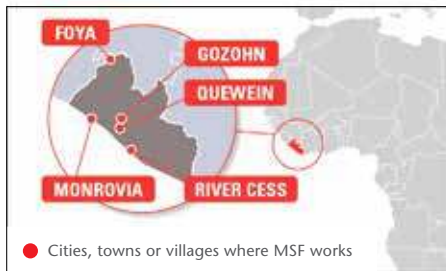 FOYA
GOZOHN
QUEWEIN
MONROVIA
RIVER CESS
Cities, towns or villages where MSF works